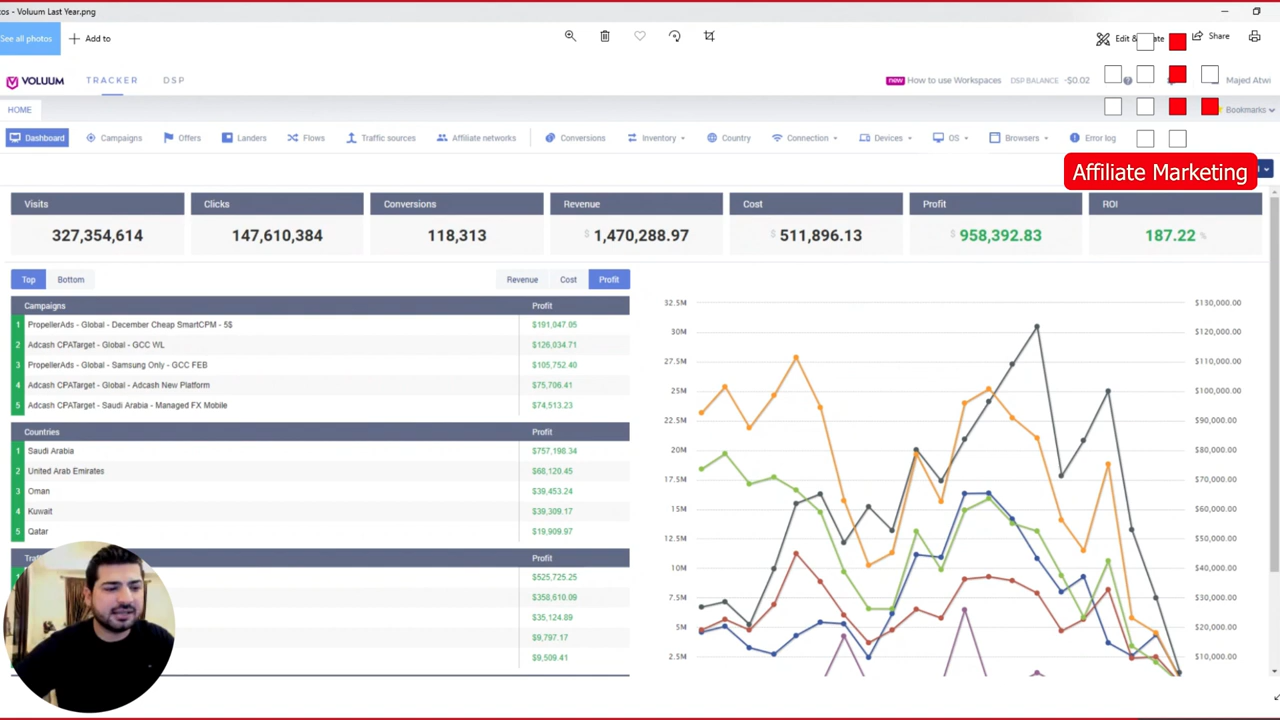 os - Voluum Last Year.png
See all photos
Add to
Share
VOLUUM
TRACKER
DSP
new How to use Workspaces
DSP BALANCE -$0.02
Majed Atwi
HOME
Bookmarks
Dashboard
Campaigns
Offers
Landers
Flows
Traffic sources
Affiliate networks
Conversions
Inventory
Country
Connection
Devices
OS
Browsers
Error log
Affiliate Marketing
Visits
Clicks
Conversions
Revenue
Cost
Profit
ROI
327,354,614
147,610,384
118,313
$ 1,470,288.97
$ 511,896.13
$ 958,392.83
187.22 %
Top
Bottom
Revenue
Cost
Profit
Campaigns Profit
1 PropellerAds - Global - December Cheap SmartCPM - 5$ $191,047.05
2 Adcash CPATarget - Global - GCC WL $126,034.71
3 PropellerAds - Global - Samsung Only - GCC FEB $105,752.40
4 Adcash CPATarget - Global - Adcash New Platform $75,706.41
5 Adcash CPATarget - Saudi Arabia - Managed FX Mobile $74,513.23
Countries Profit
1 Saudi Arabia $757,198.34
2 United Arab Emirates $68,120.45
3 Oman $39,453.24
4 Kuwait $39,309.17
5 Qatar $19,909.97
Profit
$525,725.25
$358,610.09
$35,124.89
$9,797.17
$9,509.41
32.5M
30M
27.5M
25M
22.5M
20M
17.5M
15M
12.5M
10M
7.5M
5M
2.5M
$130,000.00
$120,000.00
$110,000.00
$100,000.00
$90,000.00
$80,000.00
$70,000.00
$60,000.00
$50,000.00
$40,000.00
$30,000.00
$20,000.00
$10,000.00